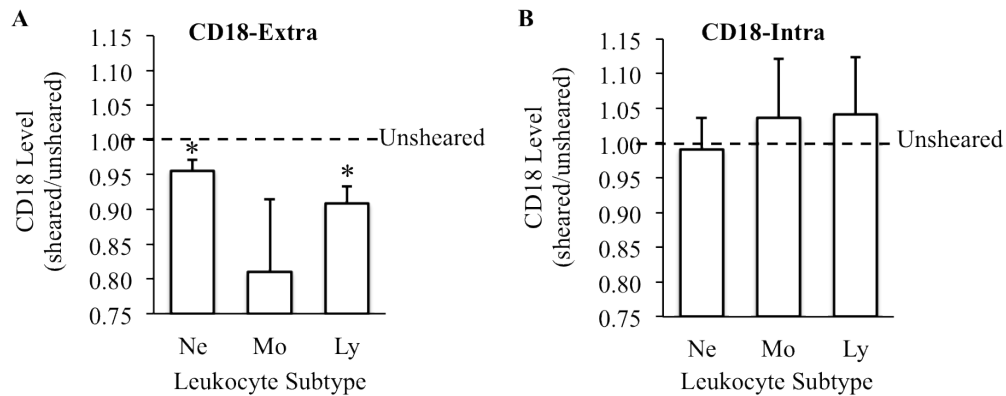 A
CD18-Extra
1.15
1.10
1.05
1.00
0.95
0.90
0.85
0.80
0.75
CD18 Level
(sheared/unsheared)
Unsheared
*
*
Ne Mo Ly
Leukocyte Subtype
B
CD18-Intra
1.15
1.10
1.05
1.00
0.95
0.90
0.85
0.80
0.75
CD18 Level
(sheared/unsheared)
Unsheared
Ne Mo Ly
Leukocyte Subtype